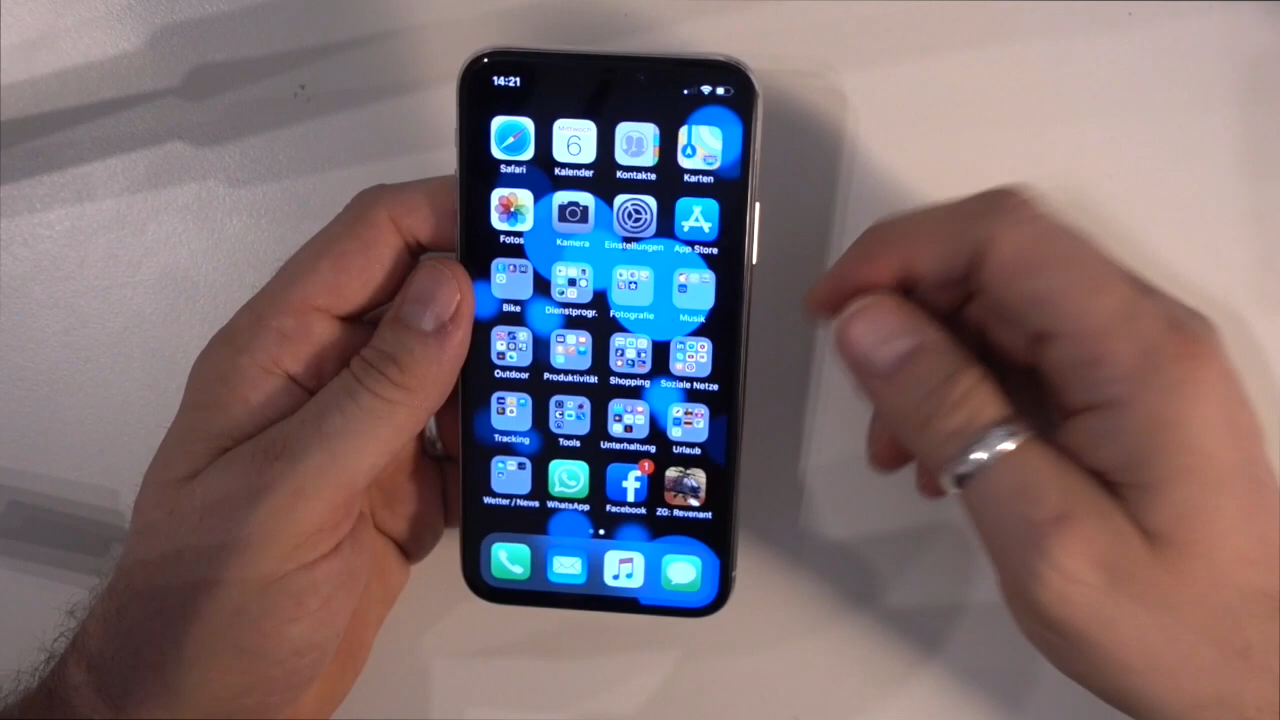 14:21
Mittwoch
6
Safari
Kalender
Kontakte
Karten
Fotos
Kamera
Einstellungen
App Store
Bike
Dienstprogr.
Fotografie
Musik
Outdoor
Produktivität
Shopping
Soziale Netze
Tracking
Tools
Unterhaltung
Urlaub
1
Wetter / News
WhatsApp
Facebook
ZG: Revenant